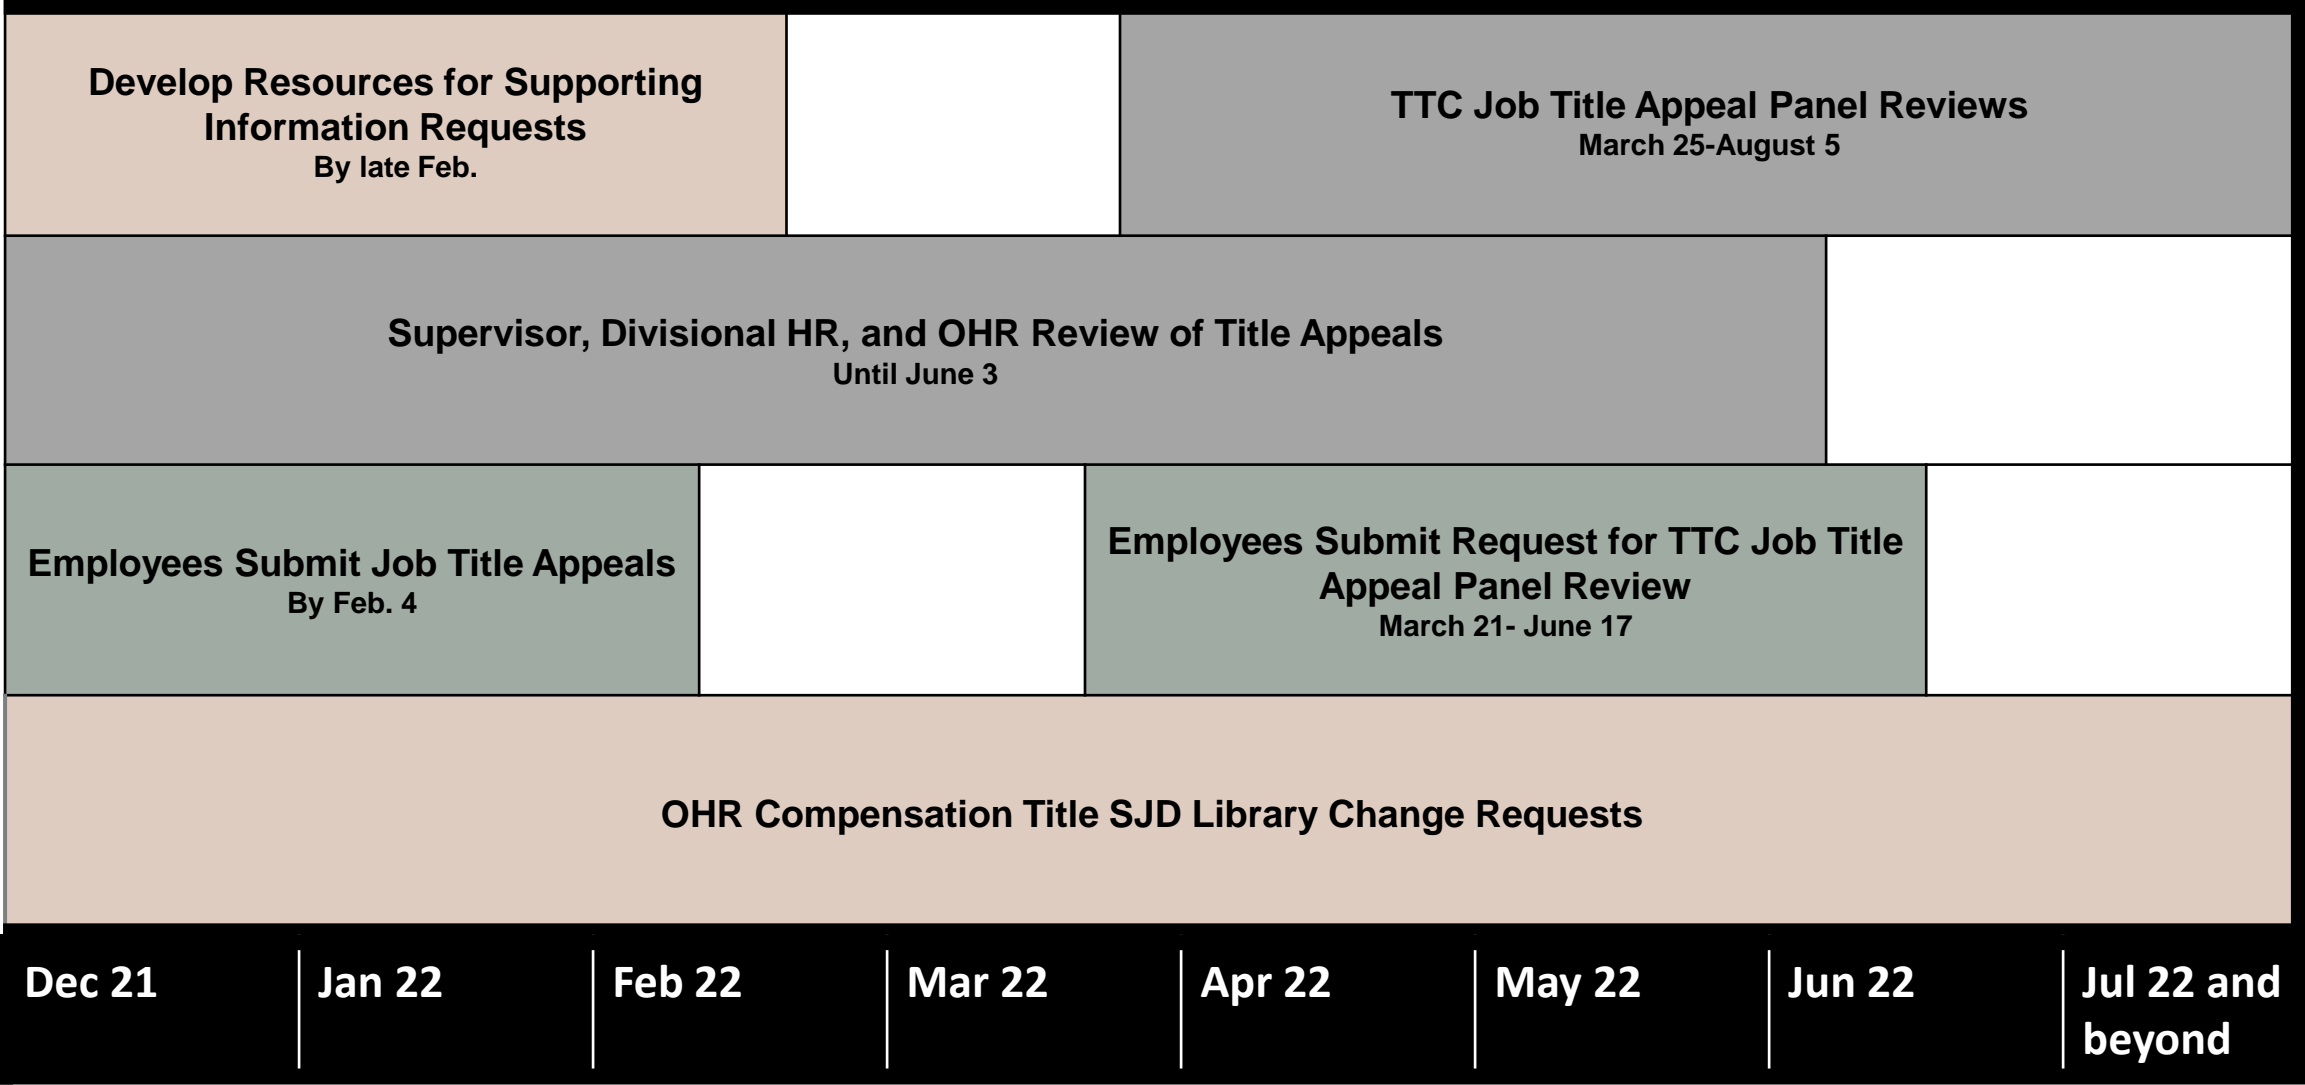 Develop Resources for Supporting
Information Requests
By late Feb.
TTC Job Title Appeal Panel Reviews
March 25-August 5
Supervisor, Divisional HR, and OHR Review of Title Appeals
Until June 3
Employees Submit Job Title Appeals
By Feb. 4
Employees Submit Request for TTC Job Title
Appeal Panel Review
March 21- June 17
OHR Compensation Title SJD Library Change Requests
Dec 21
Jan 22
Feb 22
Mar 22
Apr 22
May 22
Jun 22
Jul 22 and
beyond